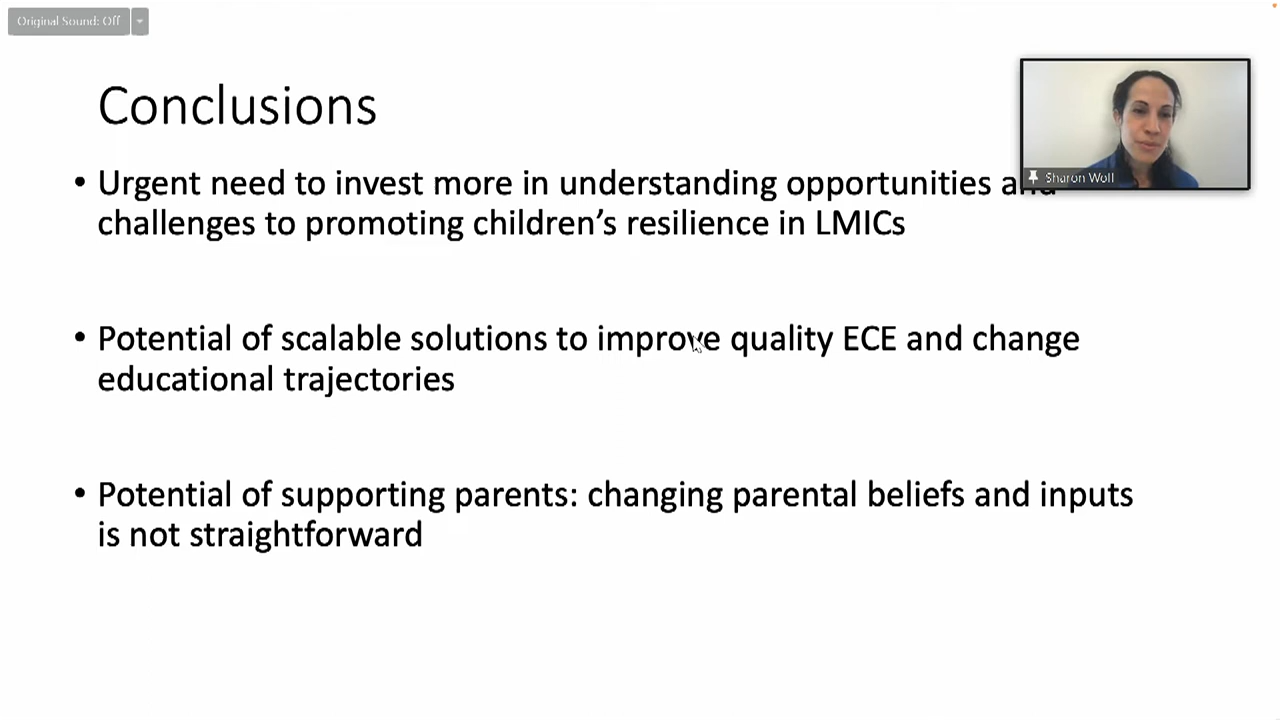 Original Sound: Off
Conclusions
• Urgent need to invest more in understanding opportunities and
challenges to promoting children’s resilience in LMICs
• Potential of scalable solutions to improve quality ECE and change
educational trajectories
• Potential of supporting parents: changing parental beliefs and inputs
is not straightforward
Sharon Wolf